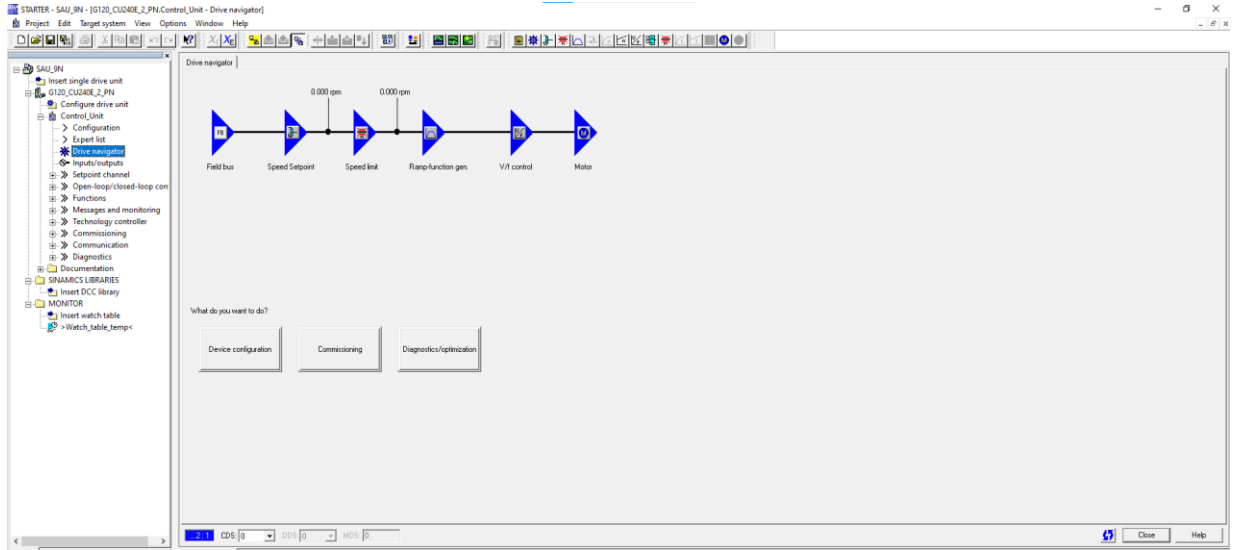 STARTER - SAU_9N - [G120_CU240E_2_PN.Control_Unit - Drive navigator]
Project Edit Target system View Options Window Help
Drive navigator
SAU_9N
Insert single drive unit
G120_CU240E_2_PN
Configure drive unit
Control_Unit
Configuration
Expert list
Drive navigator
Inputs/outputs
Setpoint channel
Open-loop/closed-loop con
Functions
Messages and monitoring
Technology controller
Commissioning
Communication
Diagnostics
Documentation
SINAMICS LIBRARIES
Insert DCC library
MONITOR
Insert watch table
>Watch_table_temp<
0.000 rpm 0.000 rpm
FB
M
Field bus Speed Setpoint Speed limit Ramp-function gen. V/f control Motor
What do you want to do?
Device configuration Commissioning Diagnostics/optimization
...2 : 1 CDS: 0 DDS: 0 MDS: 0 Close Help